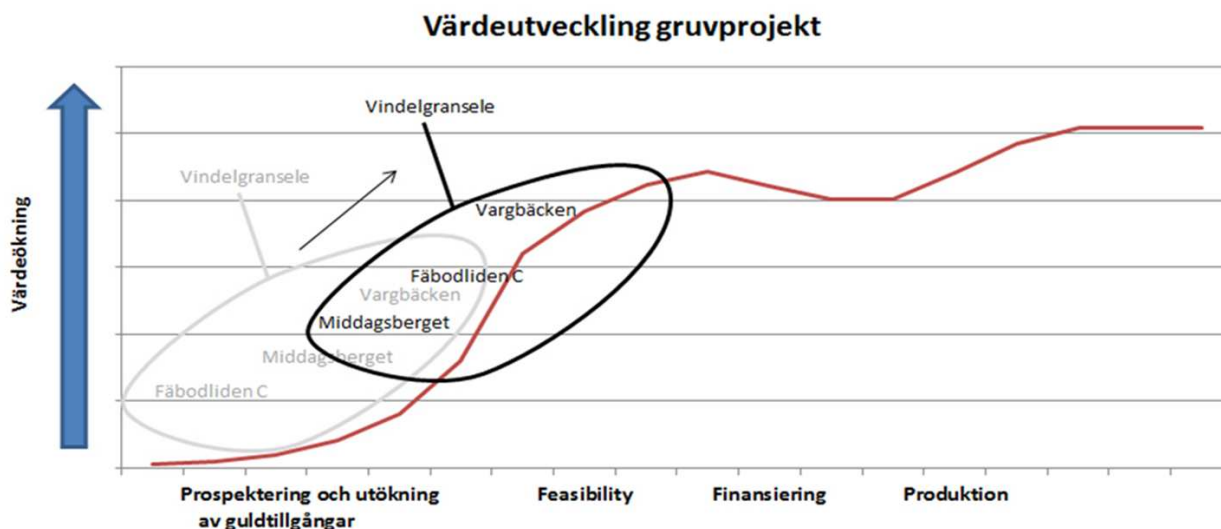 Värdeutveckling gruvprojekt
Värdeökning
Vindelgransele
Vindelgransele
Vargbäcken
Fäbodliden C
Vargbäcken
Middagsberget
Middagsberget
Fäbodliden C
Prospektering och utökning
av guldtillgångar
Feasibility
Finansiering
Produktion